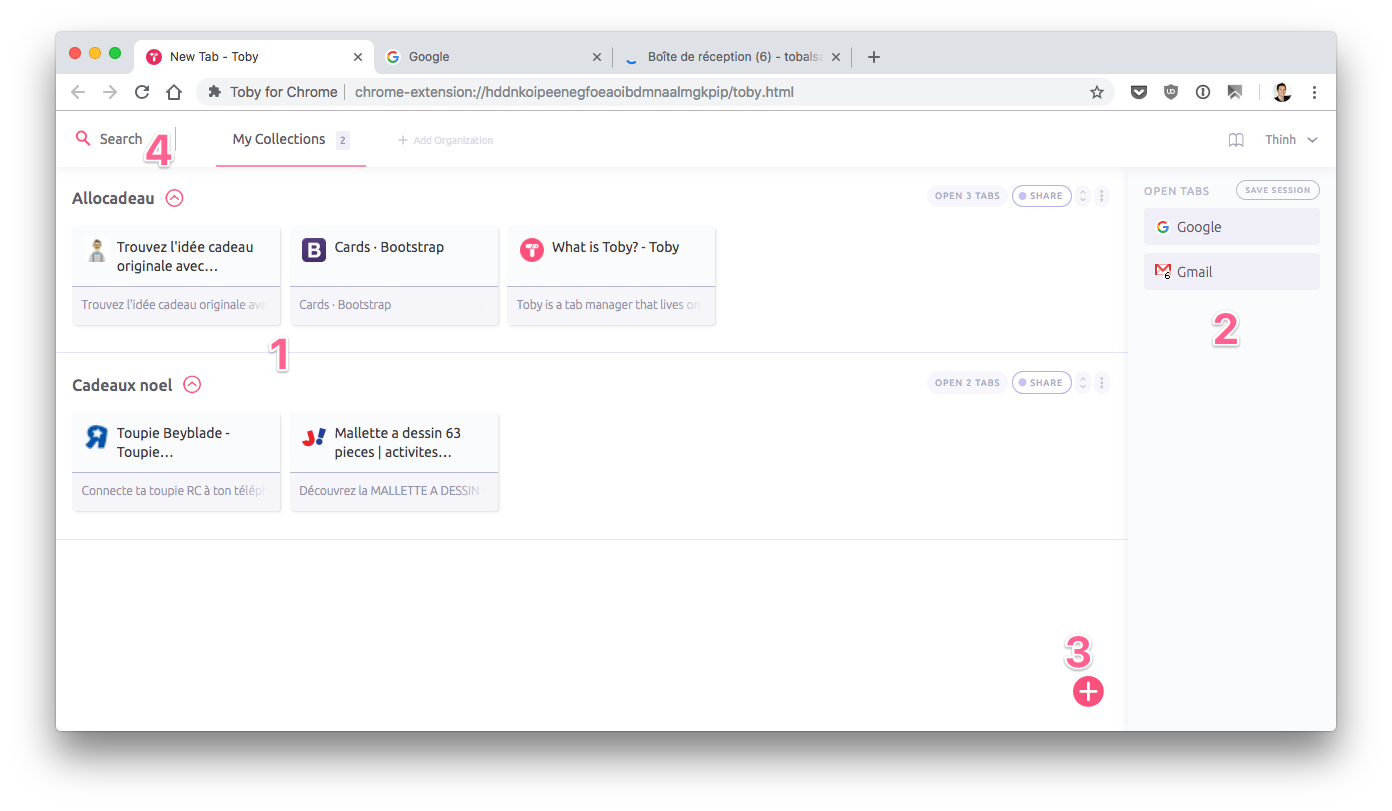 New Tab - Toby
Google
Boîte de réception (6) - tobalsa
Toby for Chrome
chrome-extension://hddnkoipeenegfoeaoibdmnaalmgkpip/toby.html
Search
4
My Collections 2
+ Add Organization
Thinh
Allocadeau
OPEN 3 TABS
SHARE
OPEN TABS
SAVE SESSION
Trouvez l'idée cadeau
originale avec...
Trouvez l'idée cadeau originale ave
B
Cards · Bootstrap
Cards · Bootstrap
What is Toby? - Toby
Toby is a tab manager that lives on
Google
6
Gmail
1
2
Cadeaux noel
OPEN 2 TABS
SHARE
Toupie Beyblade -
Toupie...
Connecte ta toupie RC à ton téléph
J!
Mallette a dessin 63
pieces | activites...
Découvrez la MALLETTE A DESSIN
3